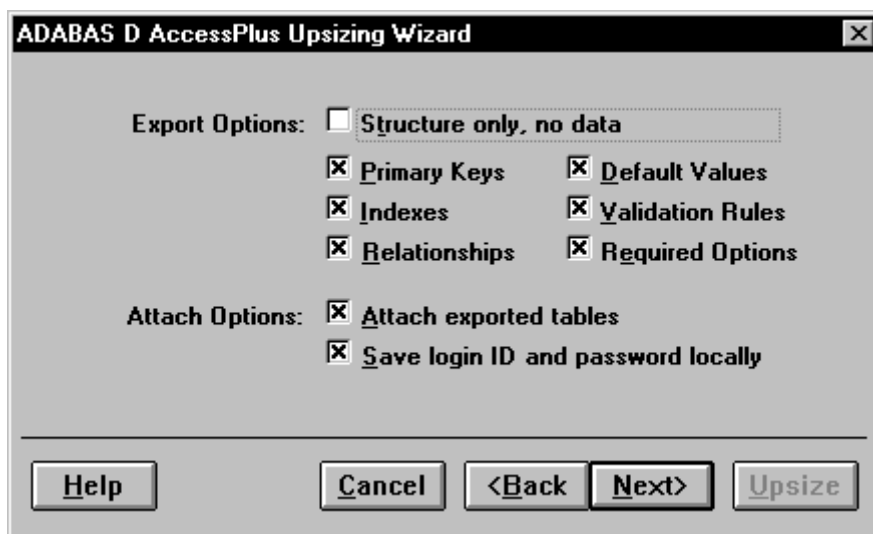 ADABAS D AccessPlus Upsizing Wizard
Export Options: Structure only, no data
Primary Keys Default Values
Indexes Validation Rules
Relationships Required Options
Attach Options: Attach exported tables
Save login ID and password locally
Help Cancel <Back Next> Upsize